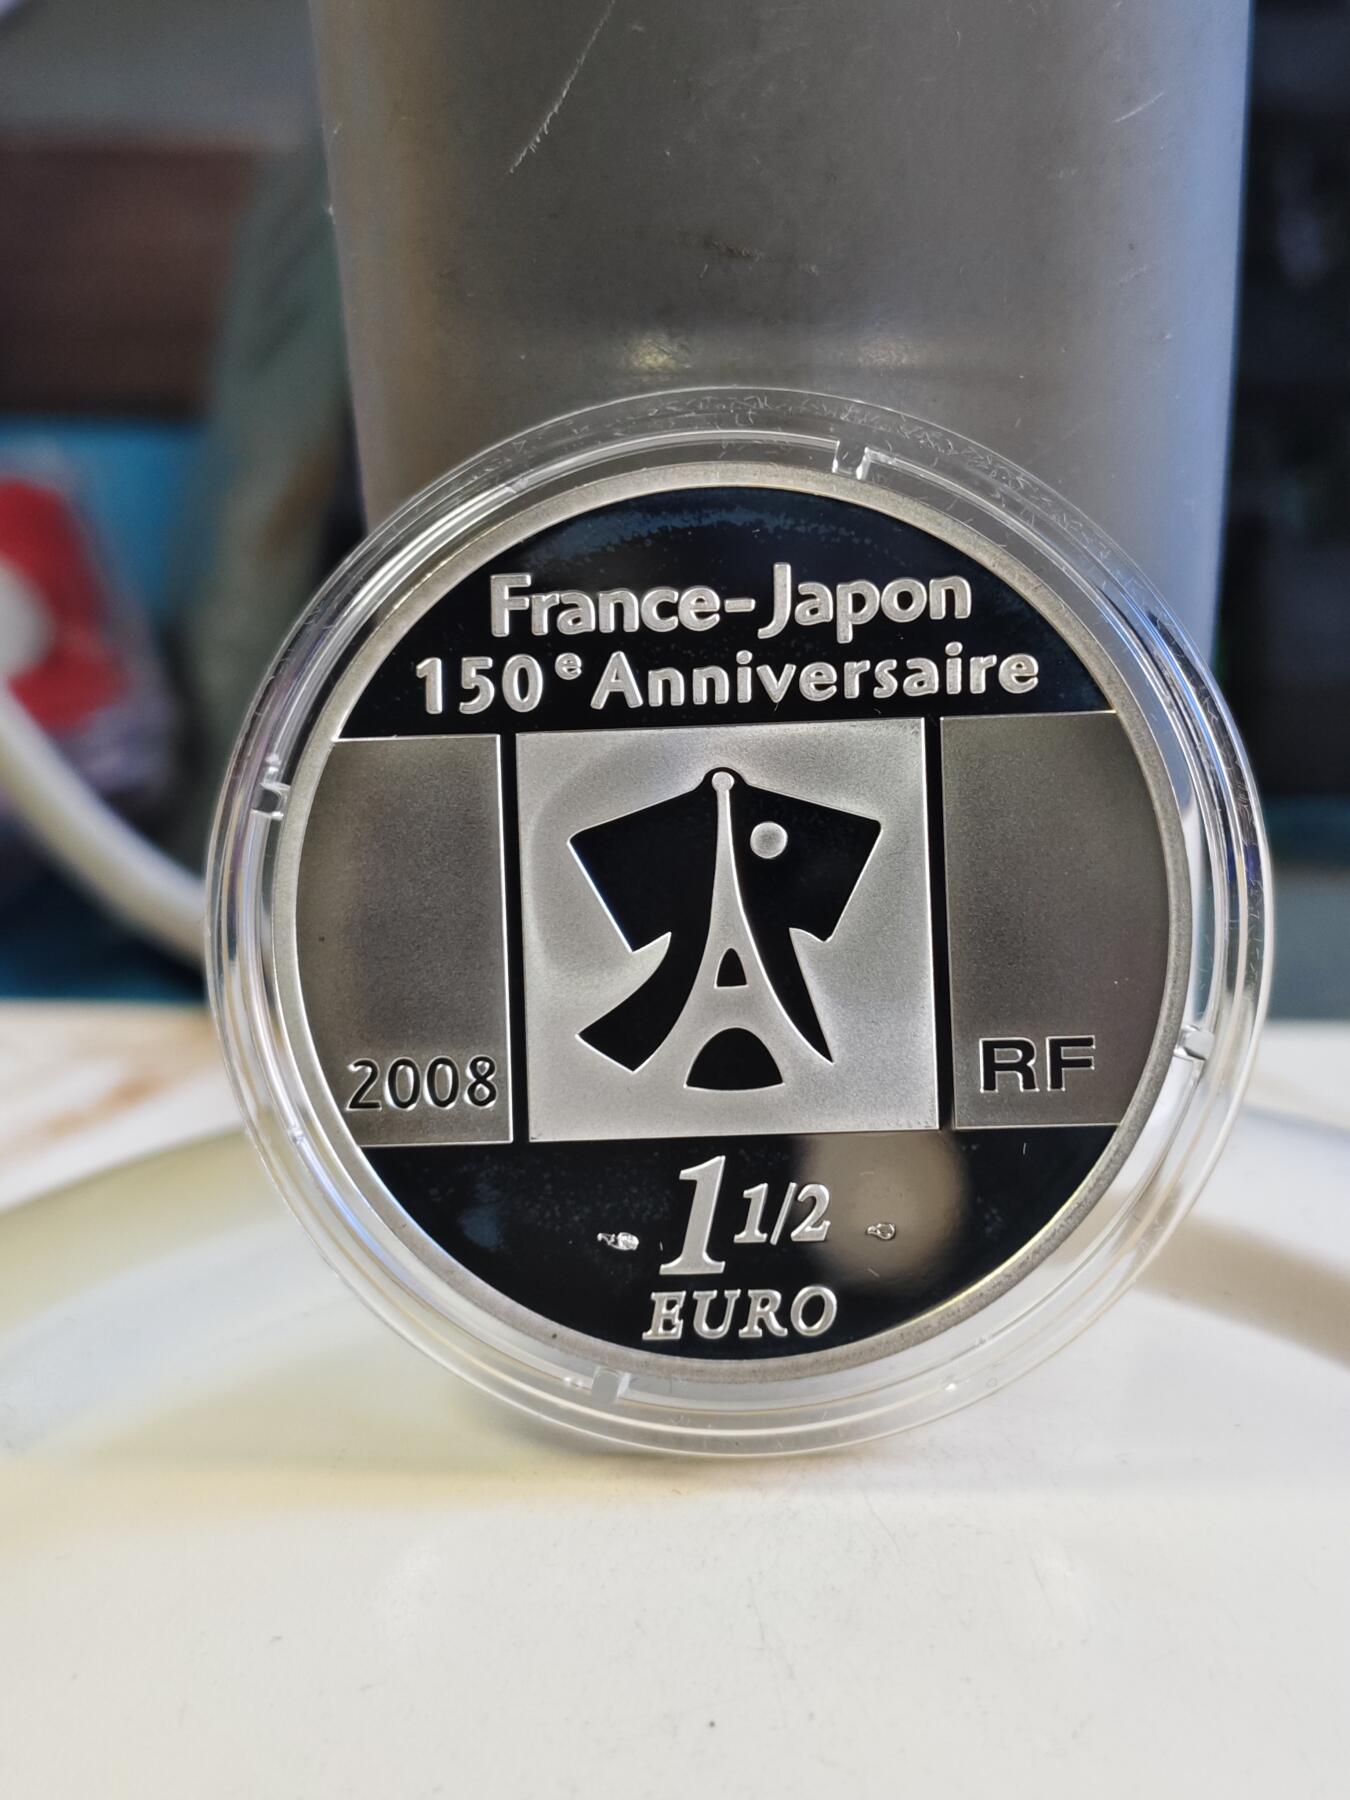 France-Japon
150e Anniversaire
2008
RF
1 1/2
EURO